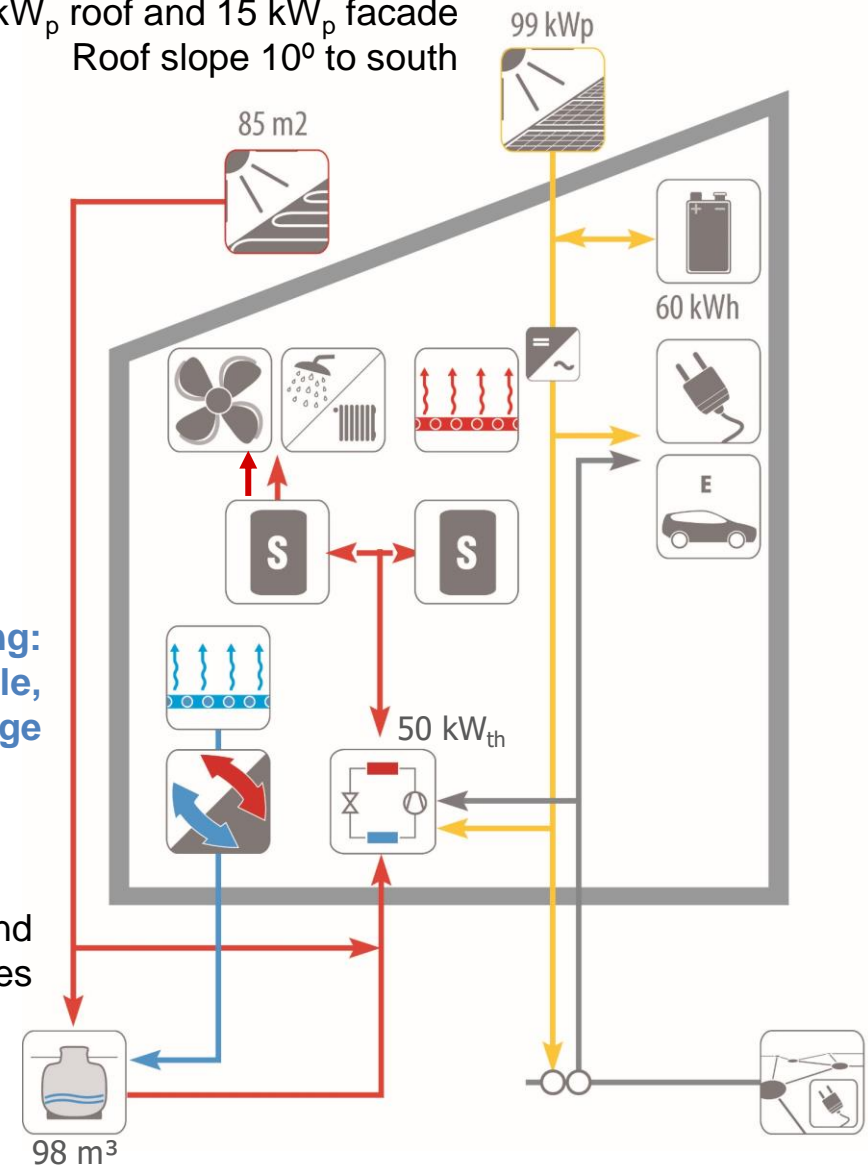 kWₚ roof and 15 kWₚ facade
Roof slope 10º to south
99 kWp
85 m2
+ −
60 kWh
= ~
E
S
S
ng:
le,
ge
50 kWₜₕ
nd
es
98 m³